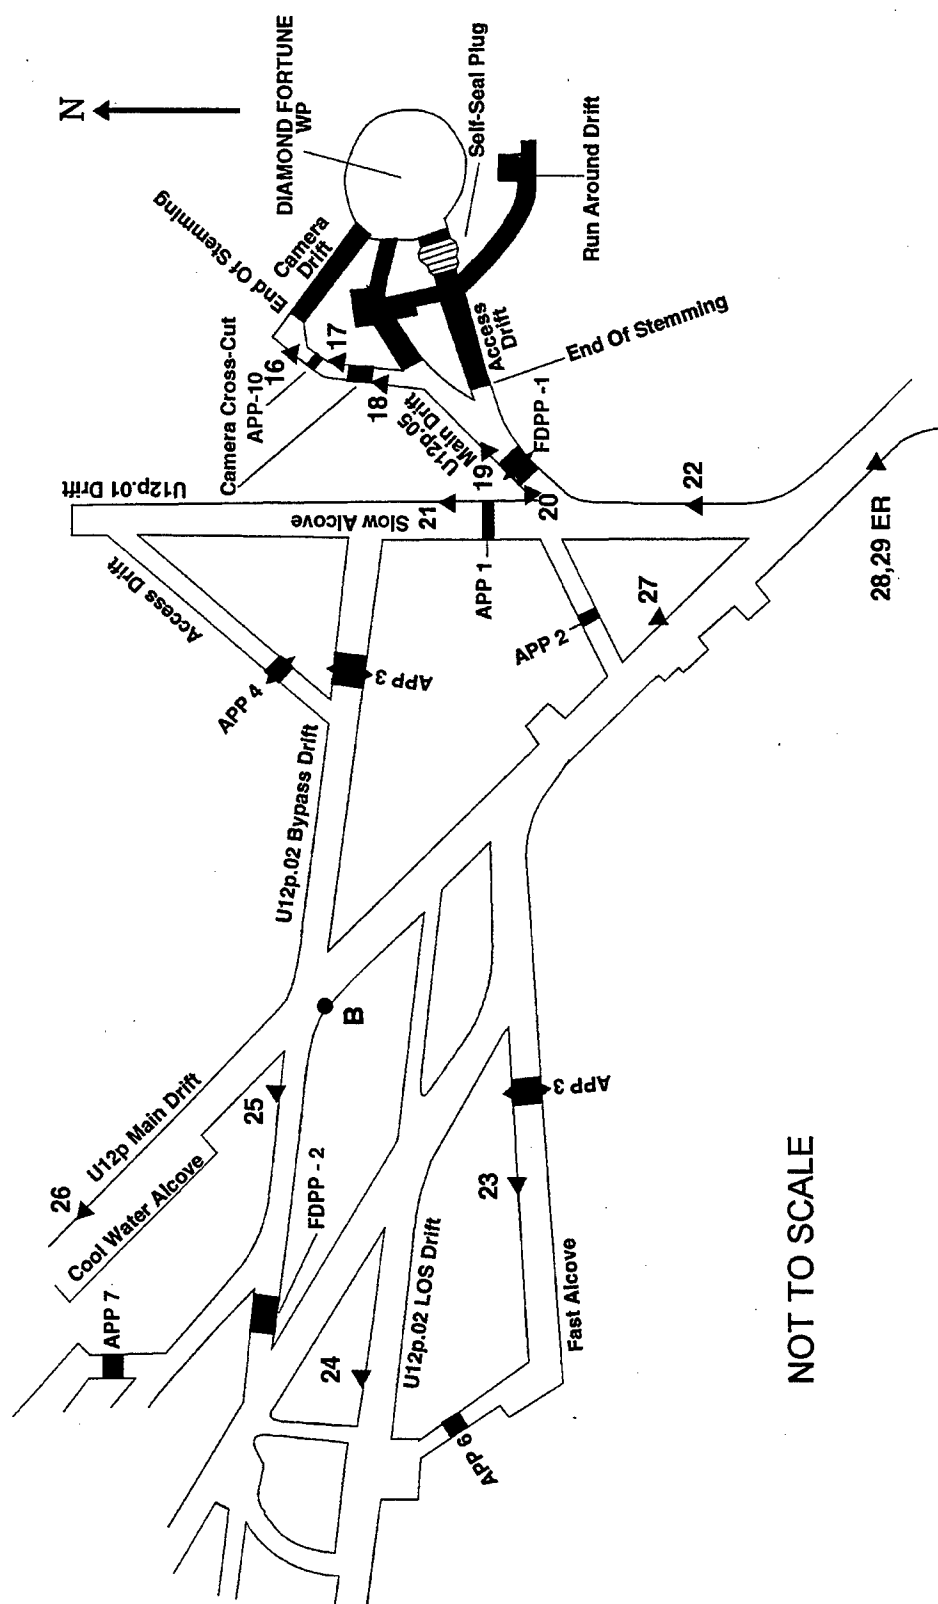 N
DIAMOND FORTUNE
WP
Self-Seal Plug
Run Around Drift
End Of Stemming
Camera
Drift
Camera Cross-Cut
APP-10
16
17
18
U12p.05
Main Drift
Access
Drift
End Of Stemming
FDPP -1
19
20
21
22
U12p.01 Drift
Slow Alcove
APP 1
APP 2
27
28,29 ER
Access Drift
APP 4
APP 3
U12p.02 Bypass Drift
B
U12p Main Drift
26
Cool Water Alcove
25
FDPP - 2
APP 7
24
U12p.02 LOS Drift
23
APP 3
Fast Alcove
APP 6
NOT TO SCALE